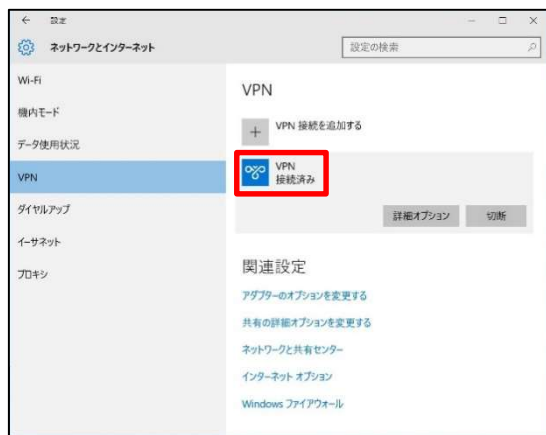 設定
ネットワークとインターネット
設定の検索
Wi-Fi
機内モード
データ使用状況
VPN
ダイヤルアップ
イーサネット
プロキシ
VPN
VPN 接続を追加する
VPN
接続済み
詳細オプション
切断
関連設定
アダプターのオプションを変更する
共有の詳細オプションを変更する
ネットワークと共有センター
インターネット オプション
Windows ファイアウォール